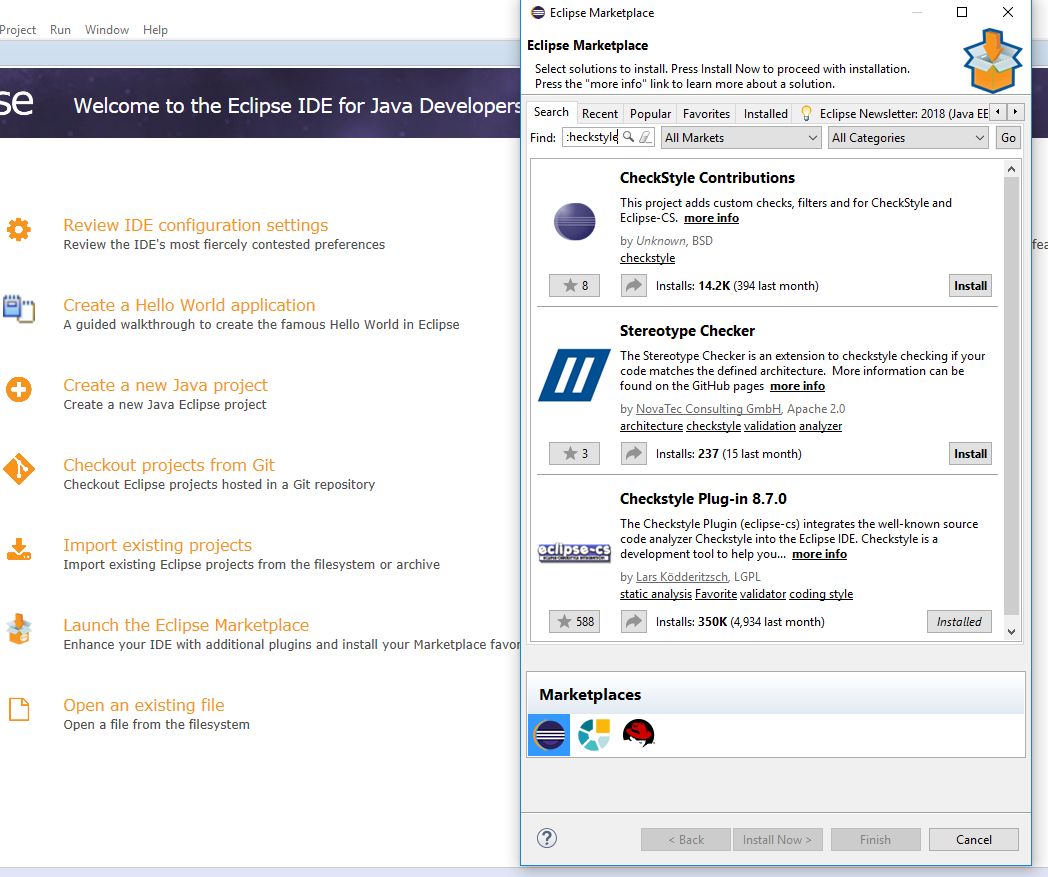 Project Run Window Help
se
Welcome to the Eclipse IDE for Java Developers
Review IDE configuration settings
Review the IDE's most fiercely contested preferences
Create a Hello World application
A guided walkthrough to create the famous Hello World in Eclipse
Create a new Java project
Create a new Java Eclipse project
Checkout projects from Git
Checkout Eclipse projects hosted in a Git repository
Import existing projects
Import existing Eclipse projects from the filesystem or archive
Launch the Eclipse Marketplace
Enhance your IDE with additional plugins and install your Marketplace favor
Open an existing file
Open a file from the filesystem
fea
Eclipse Marketplace
Eclipse Marketplace
Select solutions to install. Press Install Now to proceed with installation.
Press the "more info" link to learn more about a solution.
Search Recent Popular Favorites Installed Eclipse Newsletter: 2018 (Java EE
Find: :heckstyle All Markets All Categories Go
CheckStyle Contributions
This project adds custom checks, filters and for CheckStyle and
Eclipse-CS. more info
by Unknown, BSD
checkstyle
8 Installs: 14.2K (394 last month) Install
Stereotype Checker
The Stereotype Checker is an extension to checkstyle checking if your
code matches the defined architecture. More information can be
found on the GitHub pages more info
by NovaTec Consulting GmbH, Apache 2.0
architecture checkstyle validation analyzer
3 Installs: 237 (15 last month) Install
Checkstyle Plug-in 8.7.0
The Checkstyle Plugin (eclipse-cs) integrates the well-known source
code analyzer Checkstyle into the Eclipse IDE. Checkstyle is a
development tool to help you... more info
eclipse-cs
by Lars Ködderitzsch, LGPL
static analysis Favorite validator coding style
588 Installs: 350K (4,934 last month) Installed
Marketplaces
? < Back Install Now > Finish Cancel